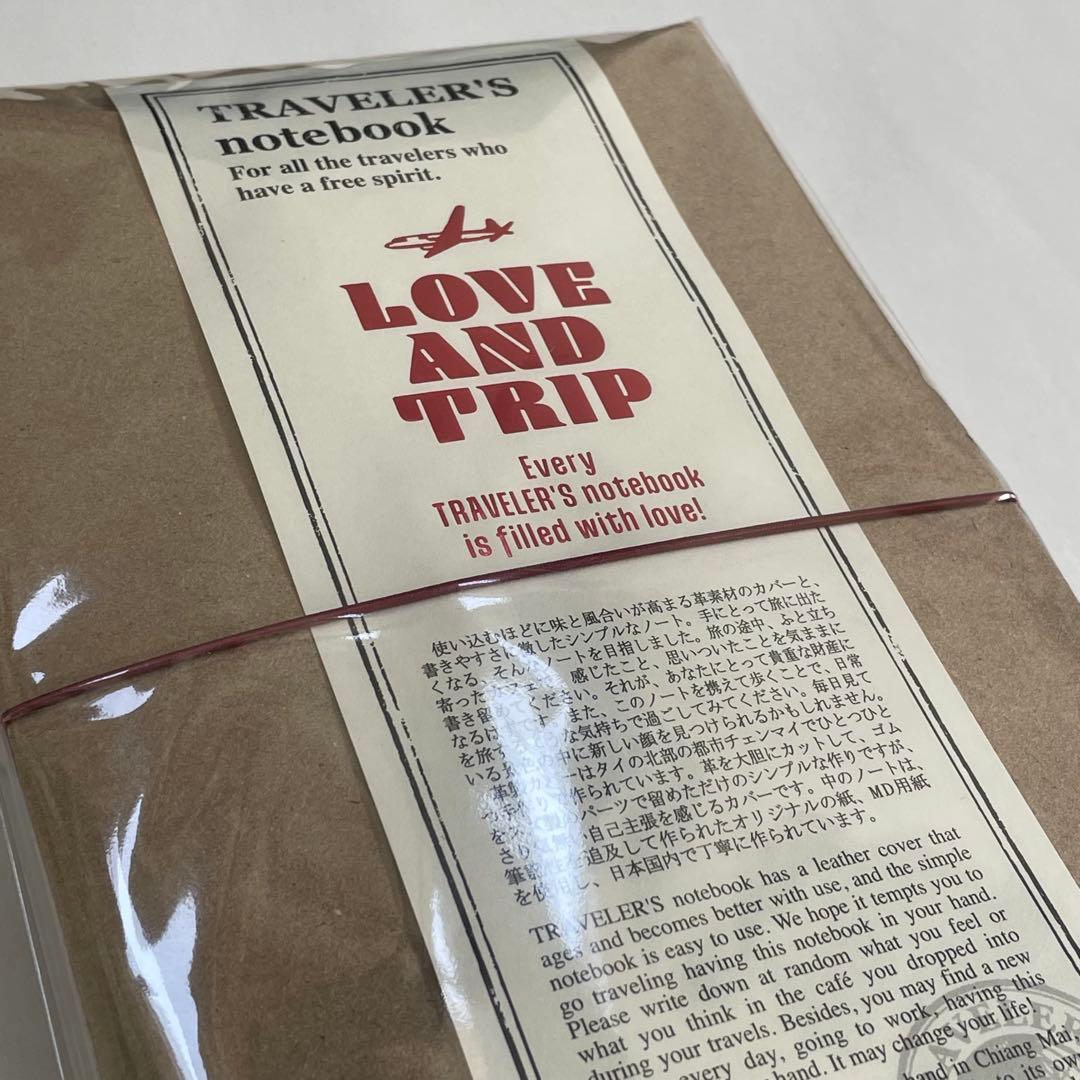 TRAVELER'S
notebook
For all the travelers who
have a free spirit.
LOVE
AND
TRIP
Every
TRAVELER'S notebook
is filled with love!
使い込むほどに味と風合いが高まる革素材のカバーと、
書きやすさに徹したシンプルなノート。手にとって旅に出た
くなる、そんなノートを目指しました。旅の途中、ふと立ち
寄ったカフェで、感じたこと、思いついたことを気ままに
書き留めてください。それが、あなたにとって貴重な財産に
なるはずです。また、このノートを携えて歩くことで、日常
を旅する な気持ちで過ごしてみてください。毎日見て
いる の中に新しい顔を見つけられるかもしれません。
革 ーはタイの北部の都市チェンマイでひとつひと
つ手 作られています。革を大胆にカットして、ゴム
を パーツで留めただけのシンプルな作りですが、
さり 自己主張を感じるカバーです。中のノートは、
筆 追及して作られたオリジナルの紙、MD用紙
を使用し、日本国内で丁寧に作られています。
TRAVELER'S notebook has a leather cover that
ages and becomes better with use, and the simple
notebook is easy to use. We hope it tempts you to
go traveling having this notebook in your hand.
Please write down at random what you feel or
what you think in the café you dropped into
during your travels. Besides, you may find a new
every day, going to work, having this
hand. It may change your life!
hand in Chiang Mai,
to its own